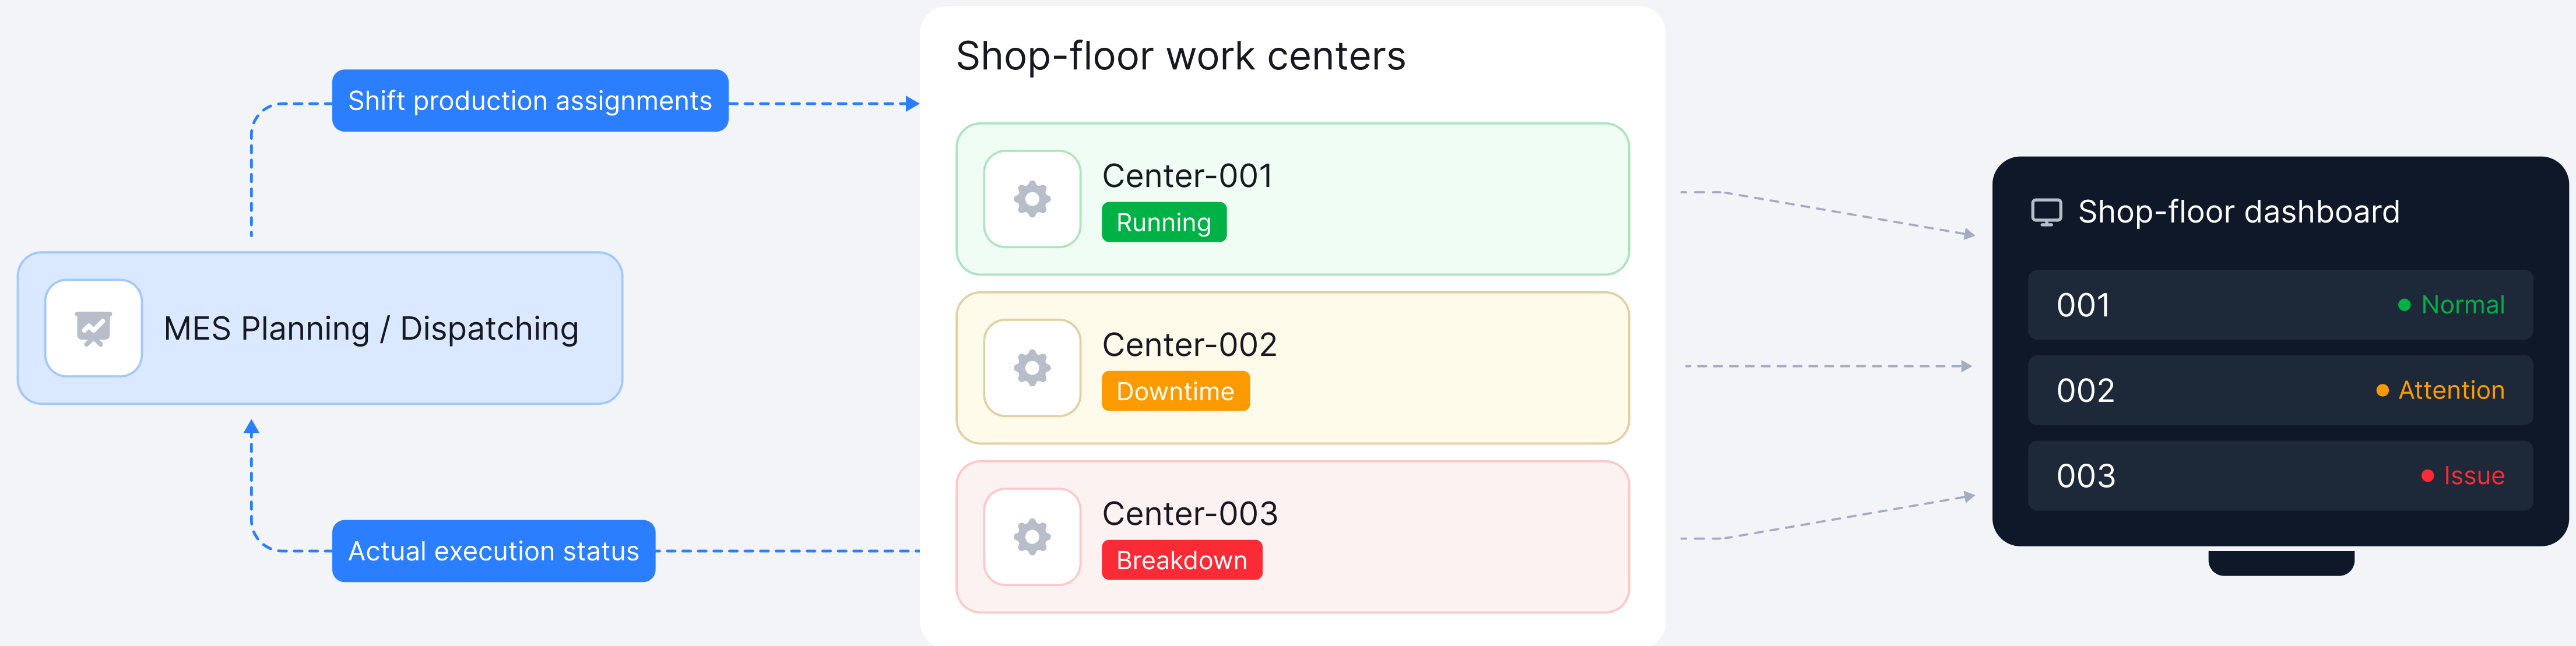 Shift production assignments
MES Planning / Dispatching
Actual execution status
Shop-floor work centers
Center-001
Running
Center-002
Downtime
Center-003
Breakdown
Shop-floor dashboard
001 Normal
002 Attention
003 Issue